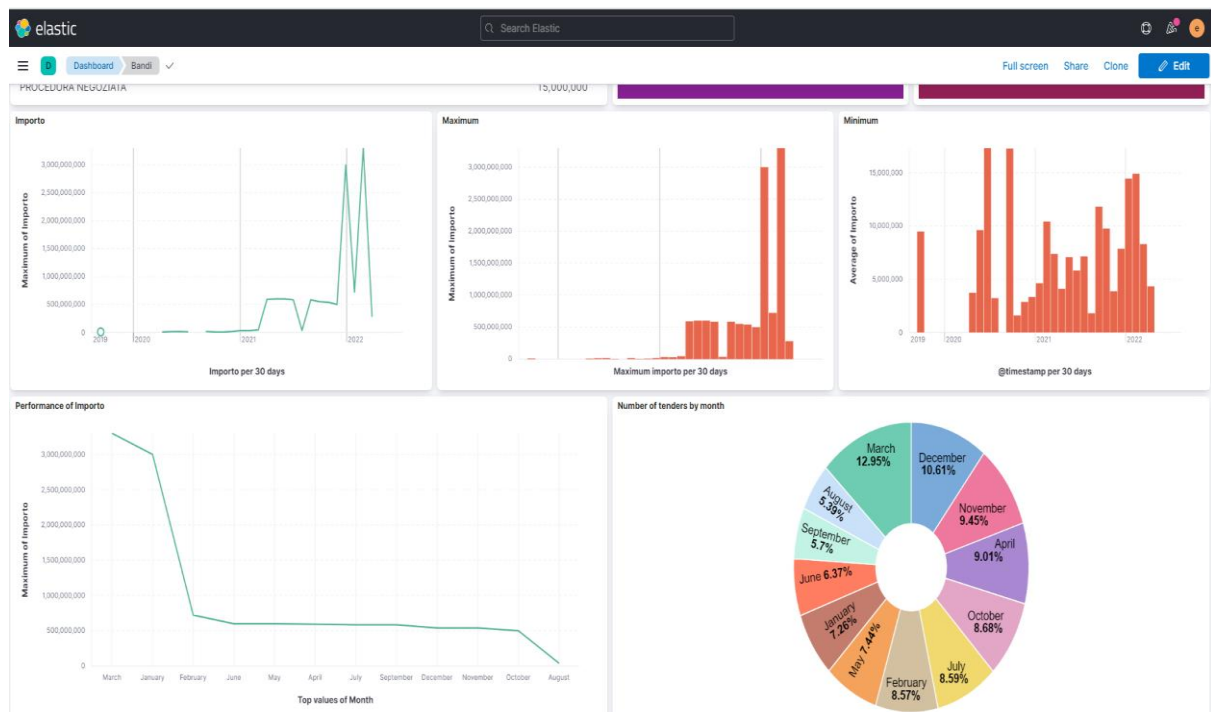 elastic
Search Elastic
e
D
Dashboard
Bandi
Full screen
Share
Clone
Edit
PROCEDURA NEGOZIATA
15,000,000
Importo
Maximum of Importo
3,000,000,000
2,500,000,000
2,000,000,000
1,500,000,000
1,000,000,000
500,000,000
0
2019
2020
2021
2022
Importo per 30 days
Maximum
Maximum of Importo
3,000,000,000
2,500,000,000
2,000,000,000
1,500,000,000
1,000,000,000
500,000,000
0
Maximum importo per 30 days
Minimum
Average of Importo
15,000,000
10,000,000
5,000,000
0
2019
2020
2021
2022
@timestamp per 30 days
Performance of Importo
Maximum of Importo
3,000,000,000
2,500,000,000
2,000,000,000
1,500,000,000
1,000,000,000
500,000,000
0
March
January
February
June
May
April
July
September
December
November
October
August
Top values of Month
Number of tenders by month
March
12.95%
December
10.61%
November
9.45%
April
9.01%
October
8.68%
July
8.59%
February
8.57%
May 7.44%
January
7.26%
June 6.37%
September
5.7%
August
5.39%